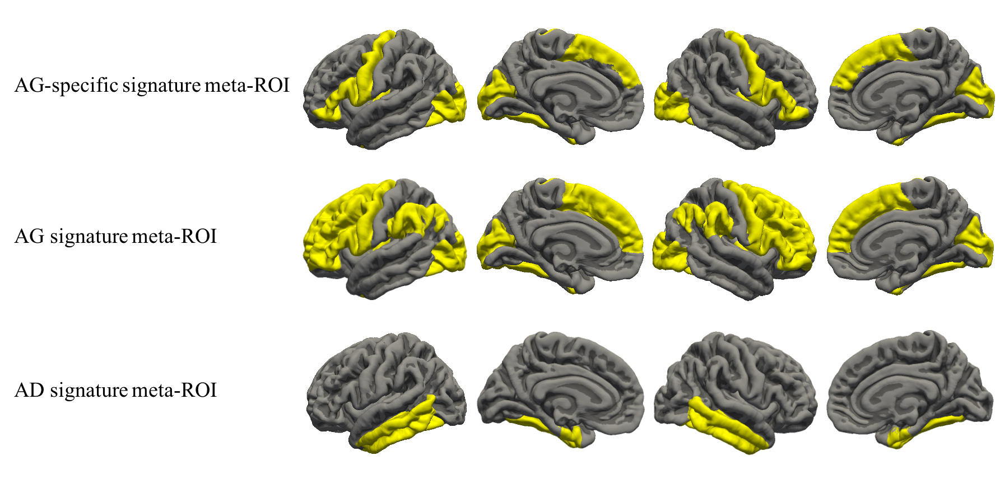 AG-specific signature meta-ROI
AG signature meta-ROI
AD signature meta-ROI